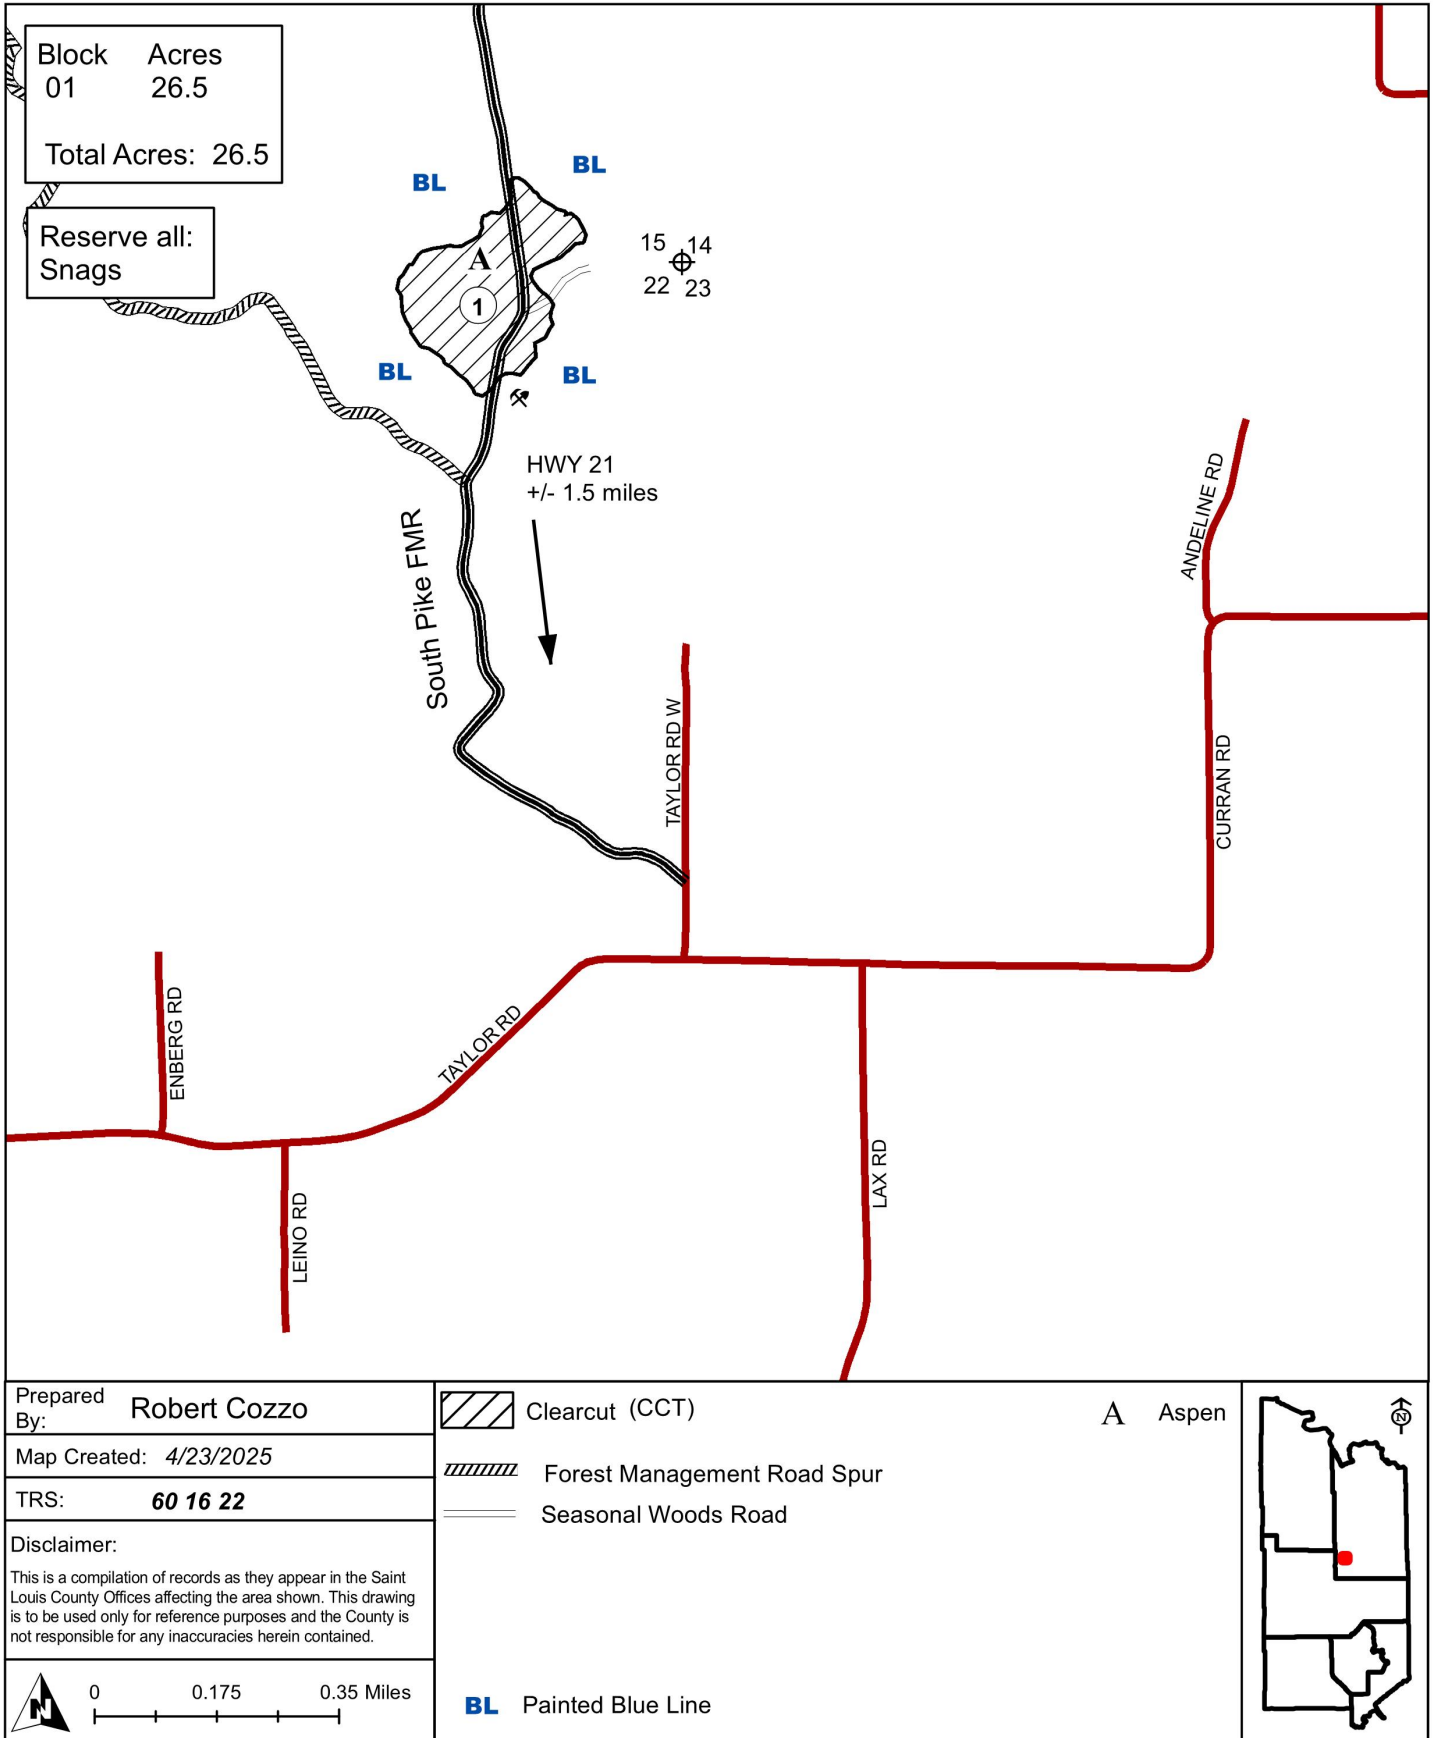 Block Acres
01 26.5
Total Acres: 26.5
Reserve all:
Snags
BL
BL
A
1
15 14
22 23
BL
BL
HWY 21
+/- 1.5 miles
South Pike FMR
ANDELINE RD
TAYLOR RD W
CURRAN RD
ENBERG RD
TAYLOR RD
LAX RD
LEINO RD
Prepared
By: Robert Cozzo
Map Created: 4/23/2025
TRS: 60 16 22
Disclaimer:
This is a compilation of records as they appear in the Saint
Louis County Offices affecting the area shown. This drawing
is to be used only for reference purposes and the County is
not responsible for any inaccuracies herein contained.
N
0 0.175 0.35 Miles
Clearcut (CCT)
Forest Management Road Spur
Seasonal Woods Road
BL Painted Blue Line
A Aspen
N